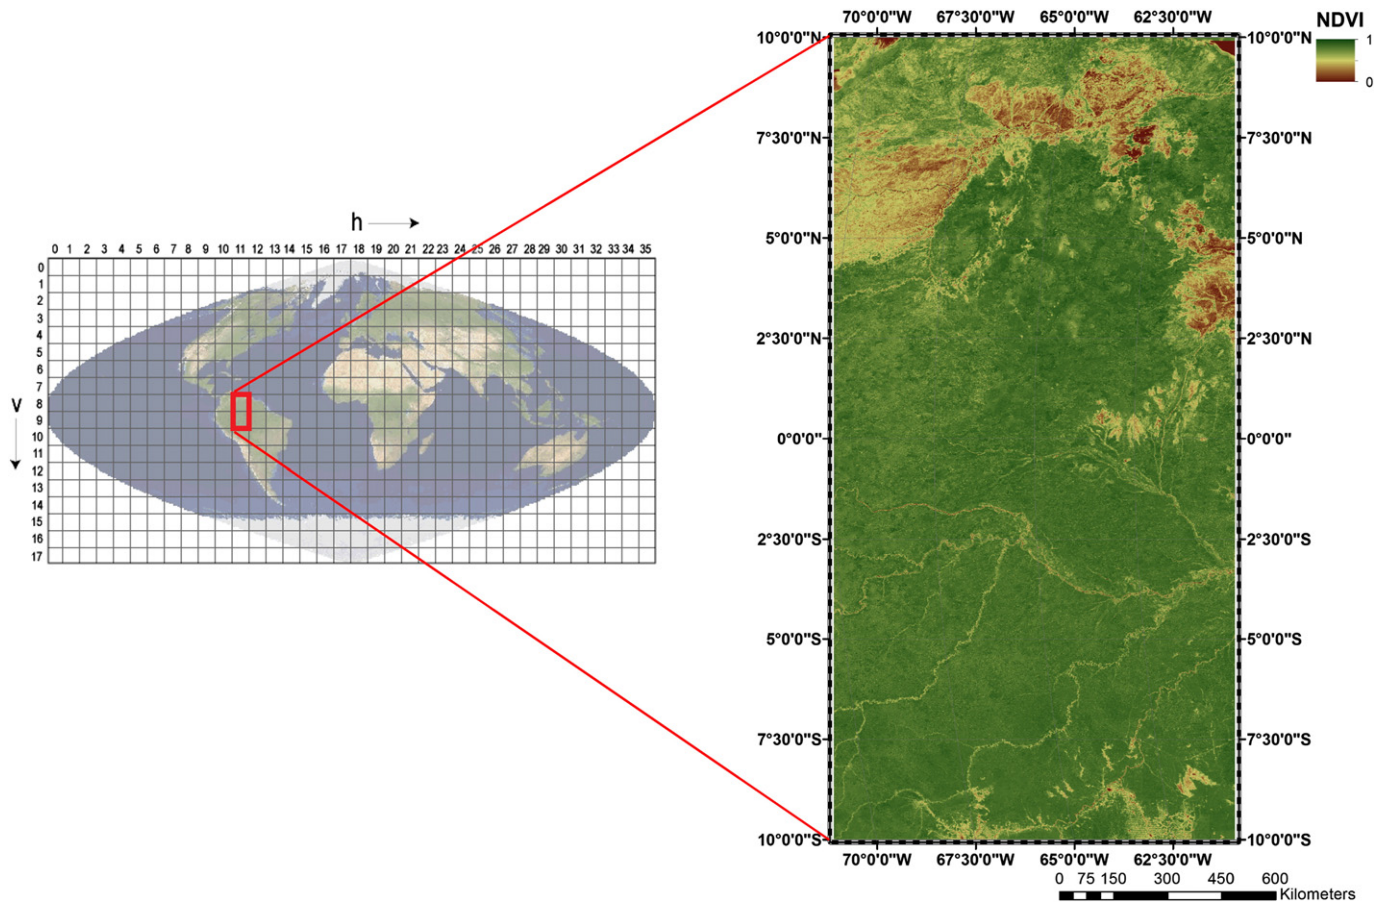 70°0'0"W 67°30'0"W 65°0'0"W 62°30'0"W
NDVI
10°0'0"N 10°0'0"N
1
0
7°30'0"N 7°30'0"N
h
0 1 2 3 4 5 6 7 8 9 10 11 12 13 14 15 16 17 18 19 20 21 22 23 24 25 26 27 28 29 30 31 32 33 34 35
5°0'0"N 5°0'0"N
0
1
2
3
4
5
6
7
8
9
10
11
12
13
14
15
16
17
v
2°30'0"N 2°30'0"N
0°0'0" 0°0'0"
2°30'0"S 2°30'0"S
5°0'0"S 5°0'0"S
7°30'0"S 7°30'0"S
10°0'0"S 10°0'0"S
70°0'0"W 67°30'0"W 65°0'0"W 62°30'0"W
0 75 150 300 450 600
Kilometers